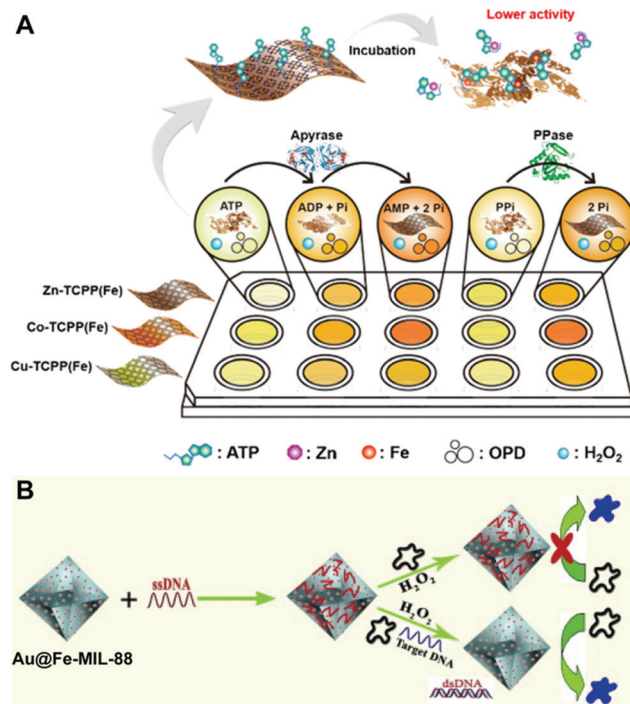 A
Lower activity
Incubation
Apyrase
PPase
ATP
ADP + Pi
AMP + 2 Pi
PPi
2 Pi
Zn-TCPP(Fe)
Co-TCPP(Fe)
Cu-TCPP(Fe)
: ATP : Zn : Fe : OPD : H₂O₂
B
ssDNA
+
H₂O₂
H₂O₂
Target DNA
dsDNA
Au@Fe-MIL-88